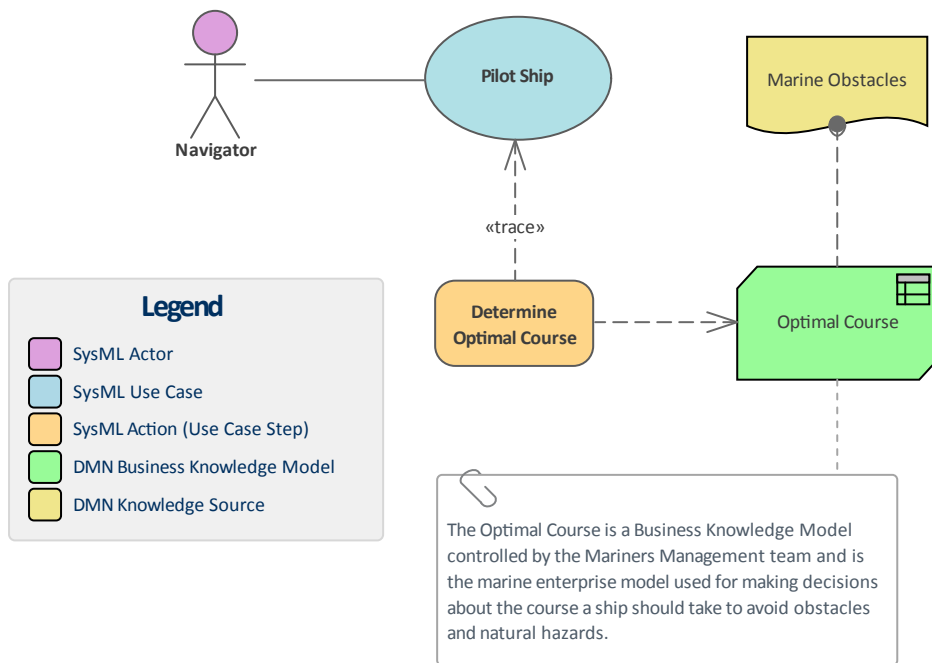 Pilot Ship
Marine Obstacles
Navigator
«trace»
Legend
SysML Actor
SysML Use Case
SysML Action (Use Case Step)
DMN Business Knowledge Model
DMN Knowledge Source
Determine
Optimal Course
Optimal Course
The Optimal Course is a Business Knowledge Model
controlled by the Mariners Management team and is
the marine enterprise model used for making decisions
about the course a ship should take to avoid obstacles
and natural hazards.